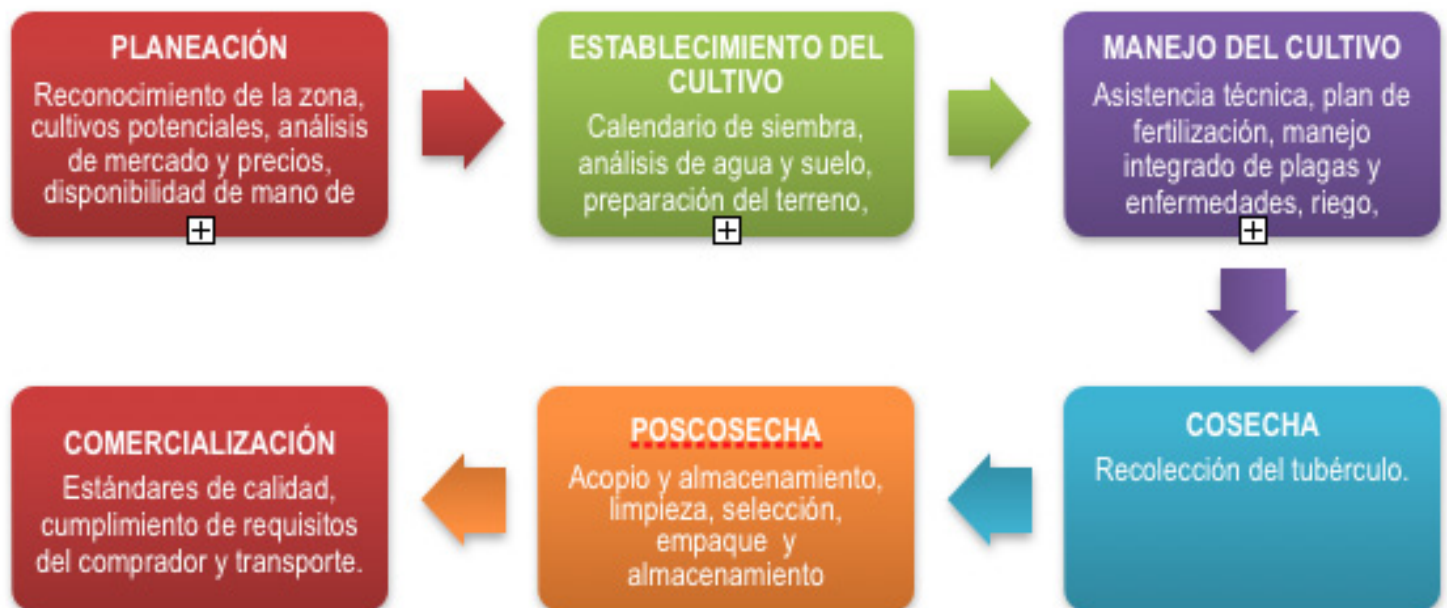 PLANEACIÓN
Reconocimiento de la zona,
cultivos potenciales, análisis
de mercado y precios,
disponibilidad de mano de
ESTABLECIMIENTO DEL
CULTIVO
Calendario de siembra,
análisis de agua y suelo,
preparación del terreno,
MANEJO DEL CULTIVO
Asistencia técnica, plan de
fertilización, manejo
integrado de plagas y
enfermedades, riego,
COSECHA
Recolección del tubérculo.
POSCOSECHA
Acopio y almacenamiento,
limpieza, selección,
empaque y
almacenamiento
COMERCIALIZACIÓN
Estándares de calidad,
cumplimiento de requisitos
del comprador y transporte.